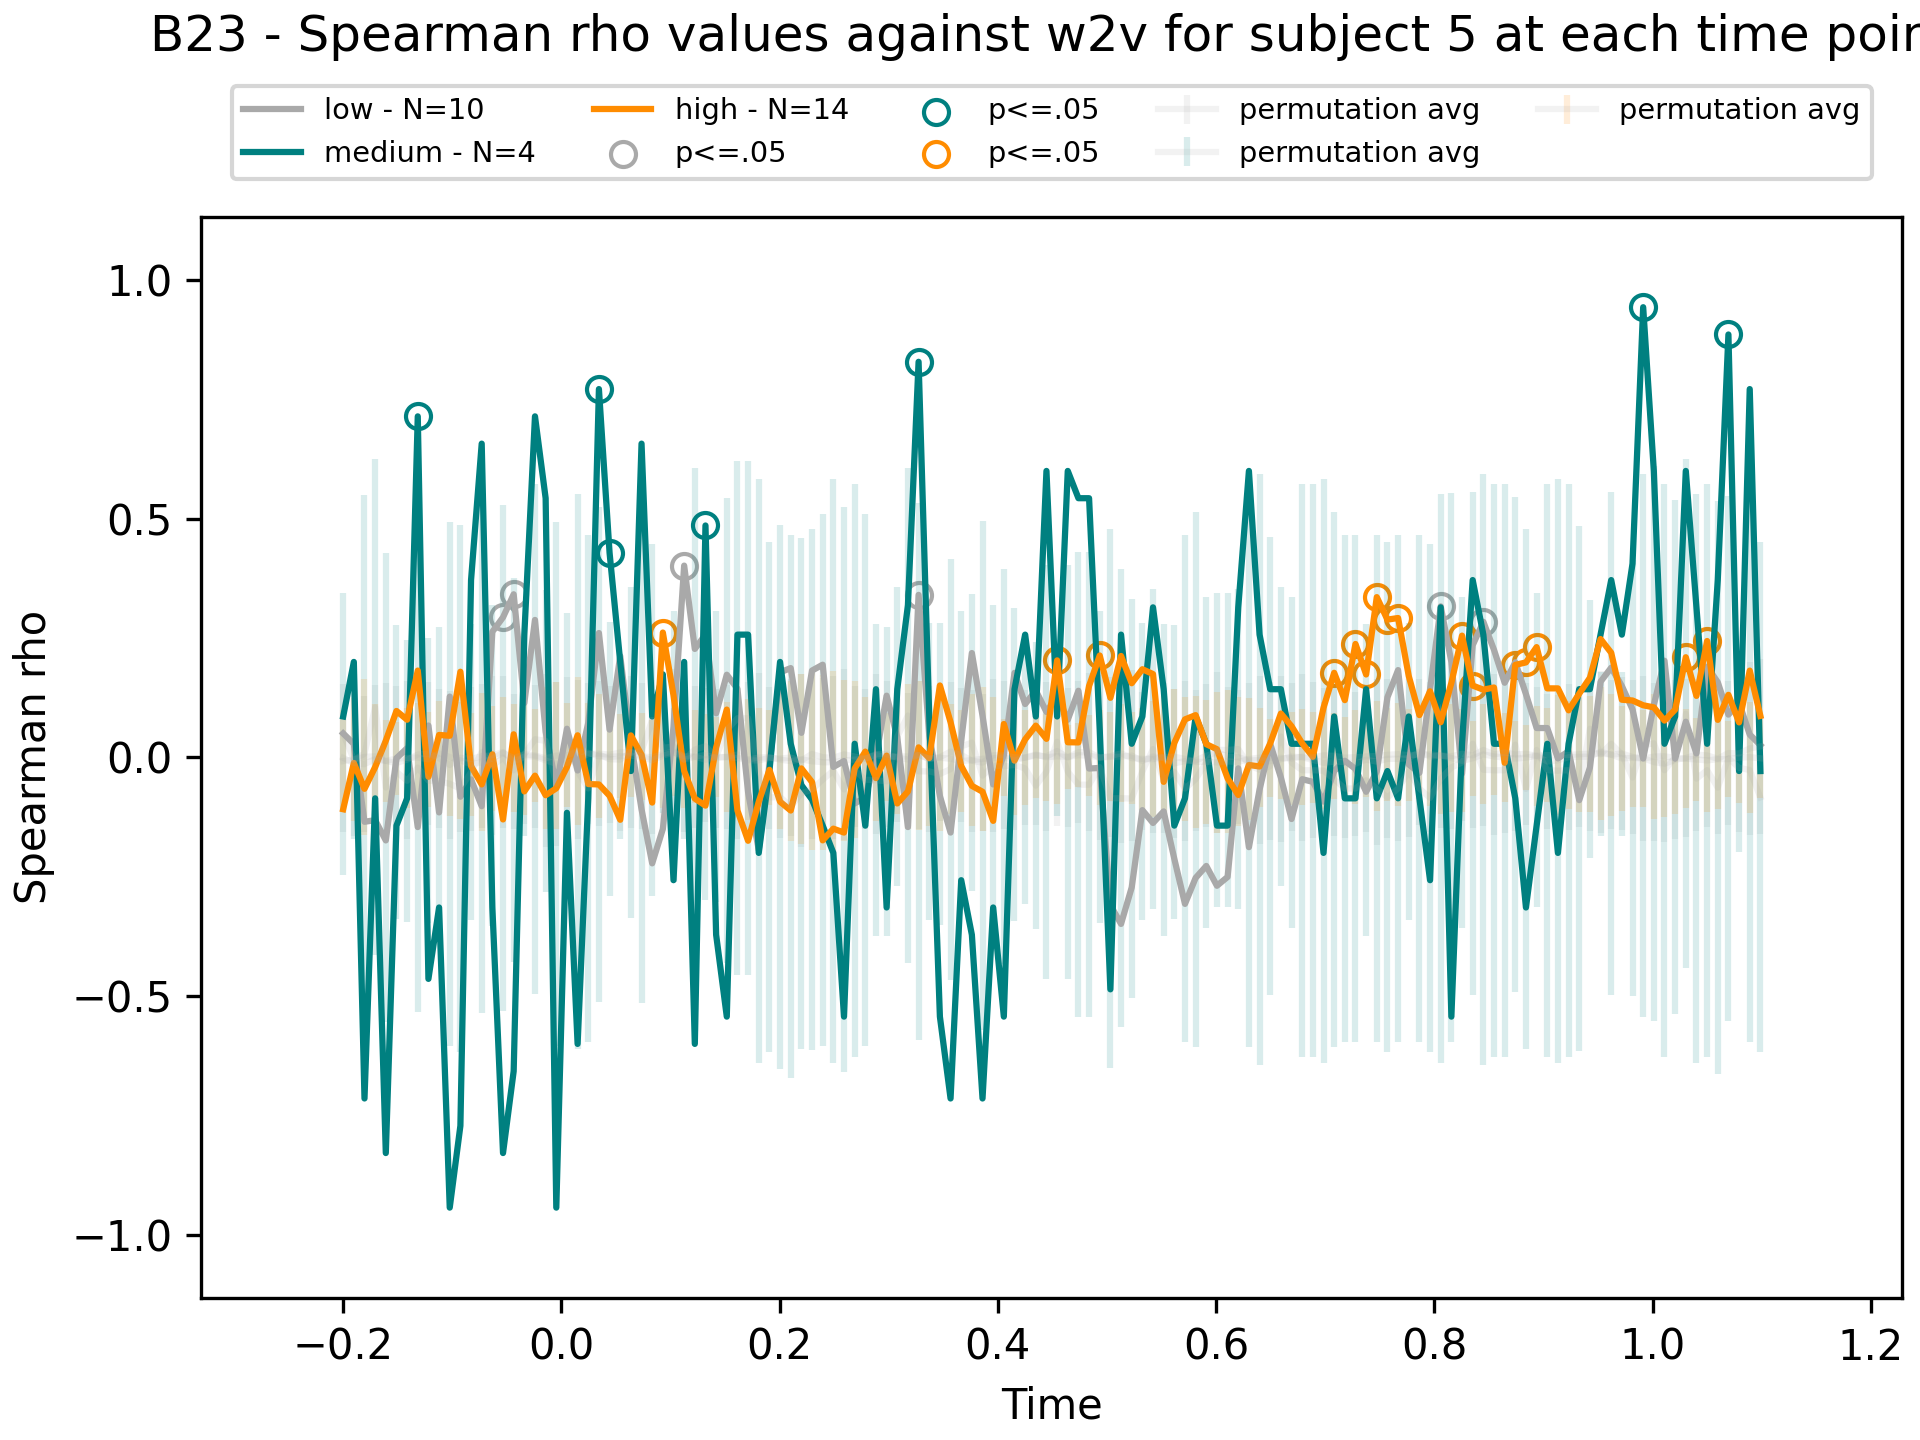 B23 - Spearman rho values against w2v for subject 5 at each time poin
low - N=10
medium - N=4
high - N=14
p<=.05
p<=.05
p<=.05
permutation avg
permutation avg
permutation avg
Spearman rho
1.0
0.5
0.0
−0.5
−1.0
−0.2 0.0 0.2 0.4 0.6 0.8 1.0 1.2
Time